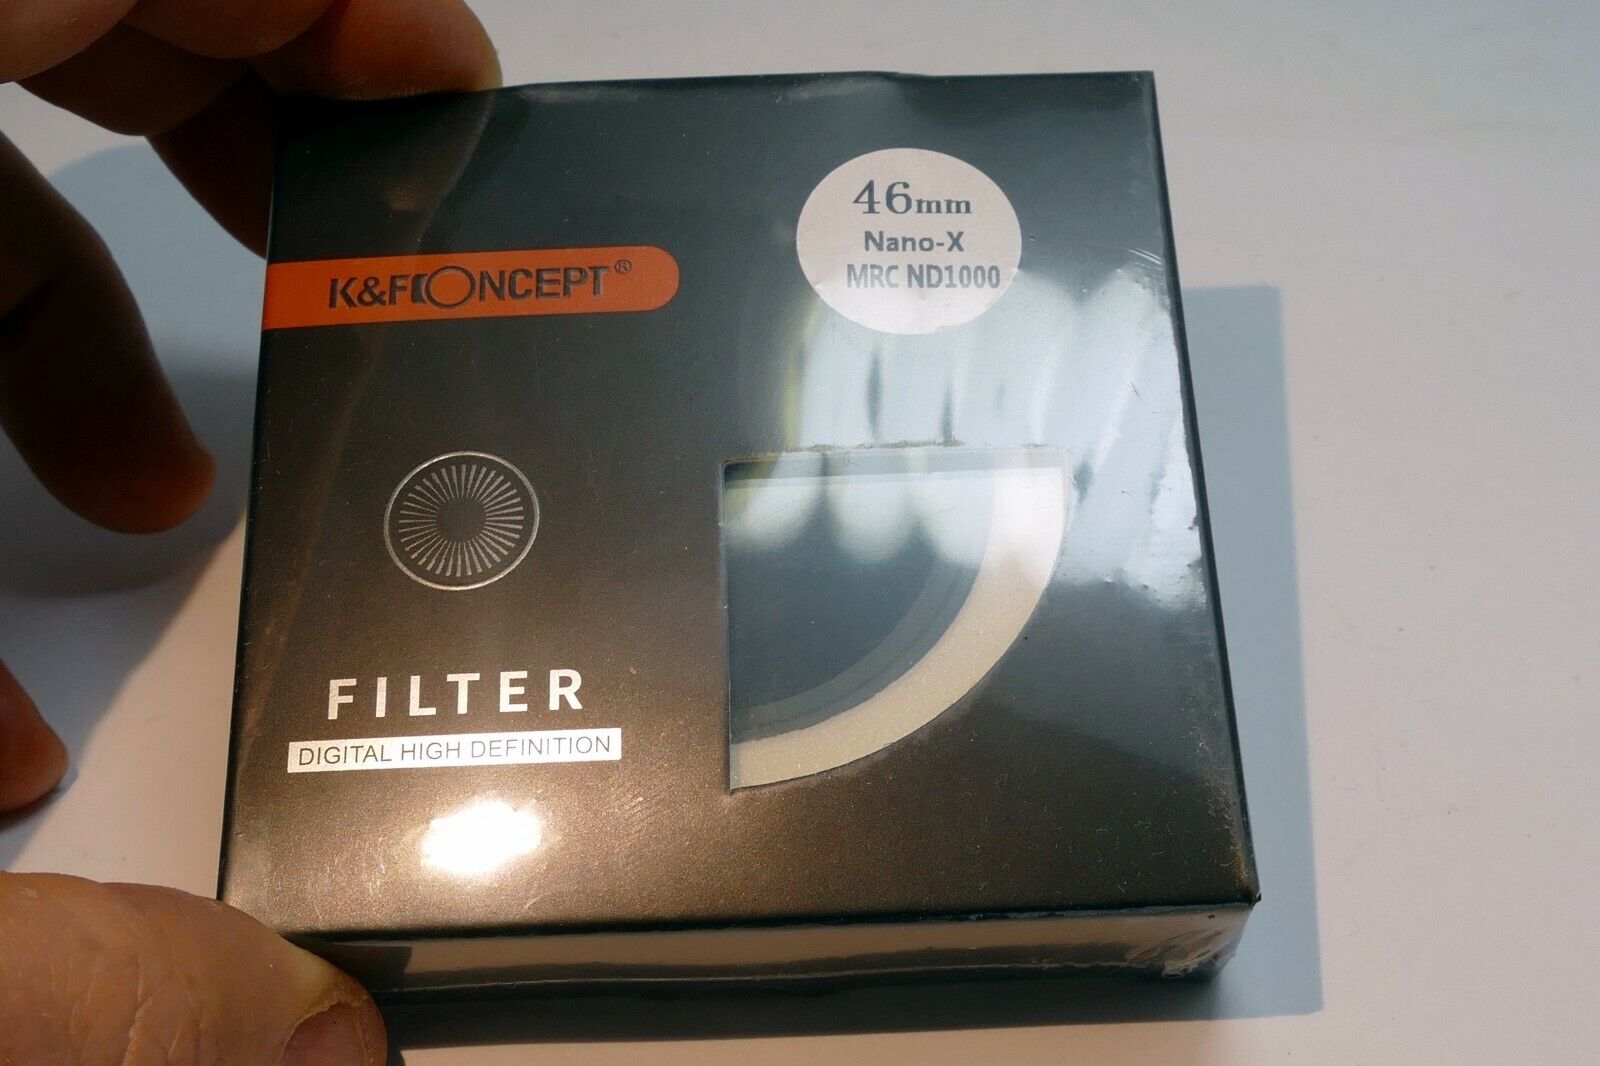 46mm
Nano-X
MRC ND1000
K&F CONCEPT®
FILTER
DIGITAL HIGH DEFINITION